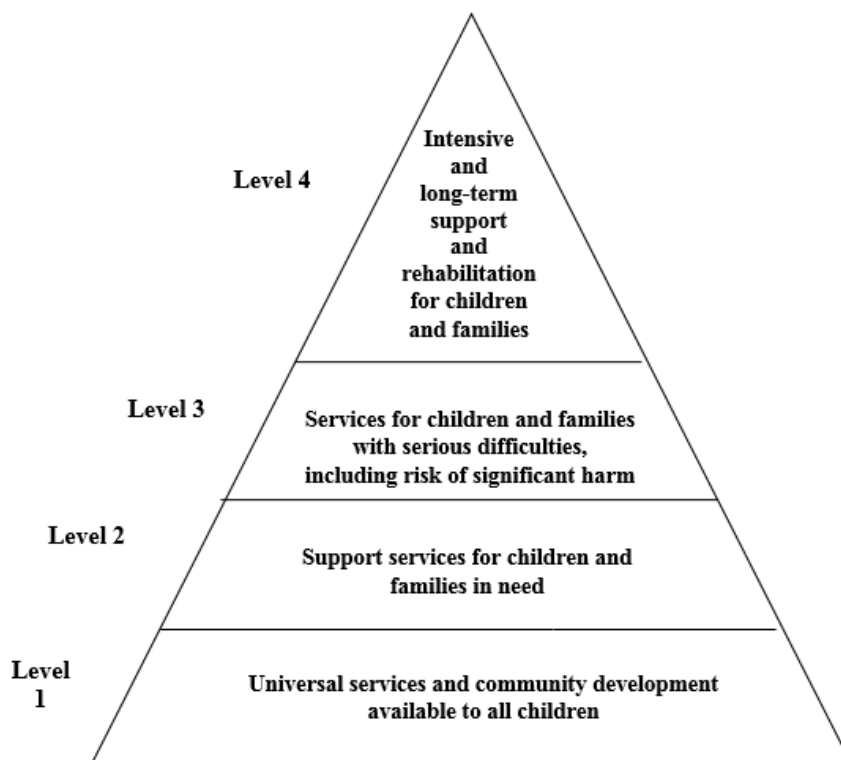 Level 4
Intensive
and
long-term
support
and
rehabilitation
for children
and families
Level 3
Services for children and families
with serious difficulties,
including risk of significant harm
Level 2
Support services for children and
families in need
Level
1
Universal services and community development
available to all children